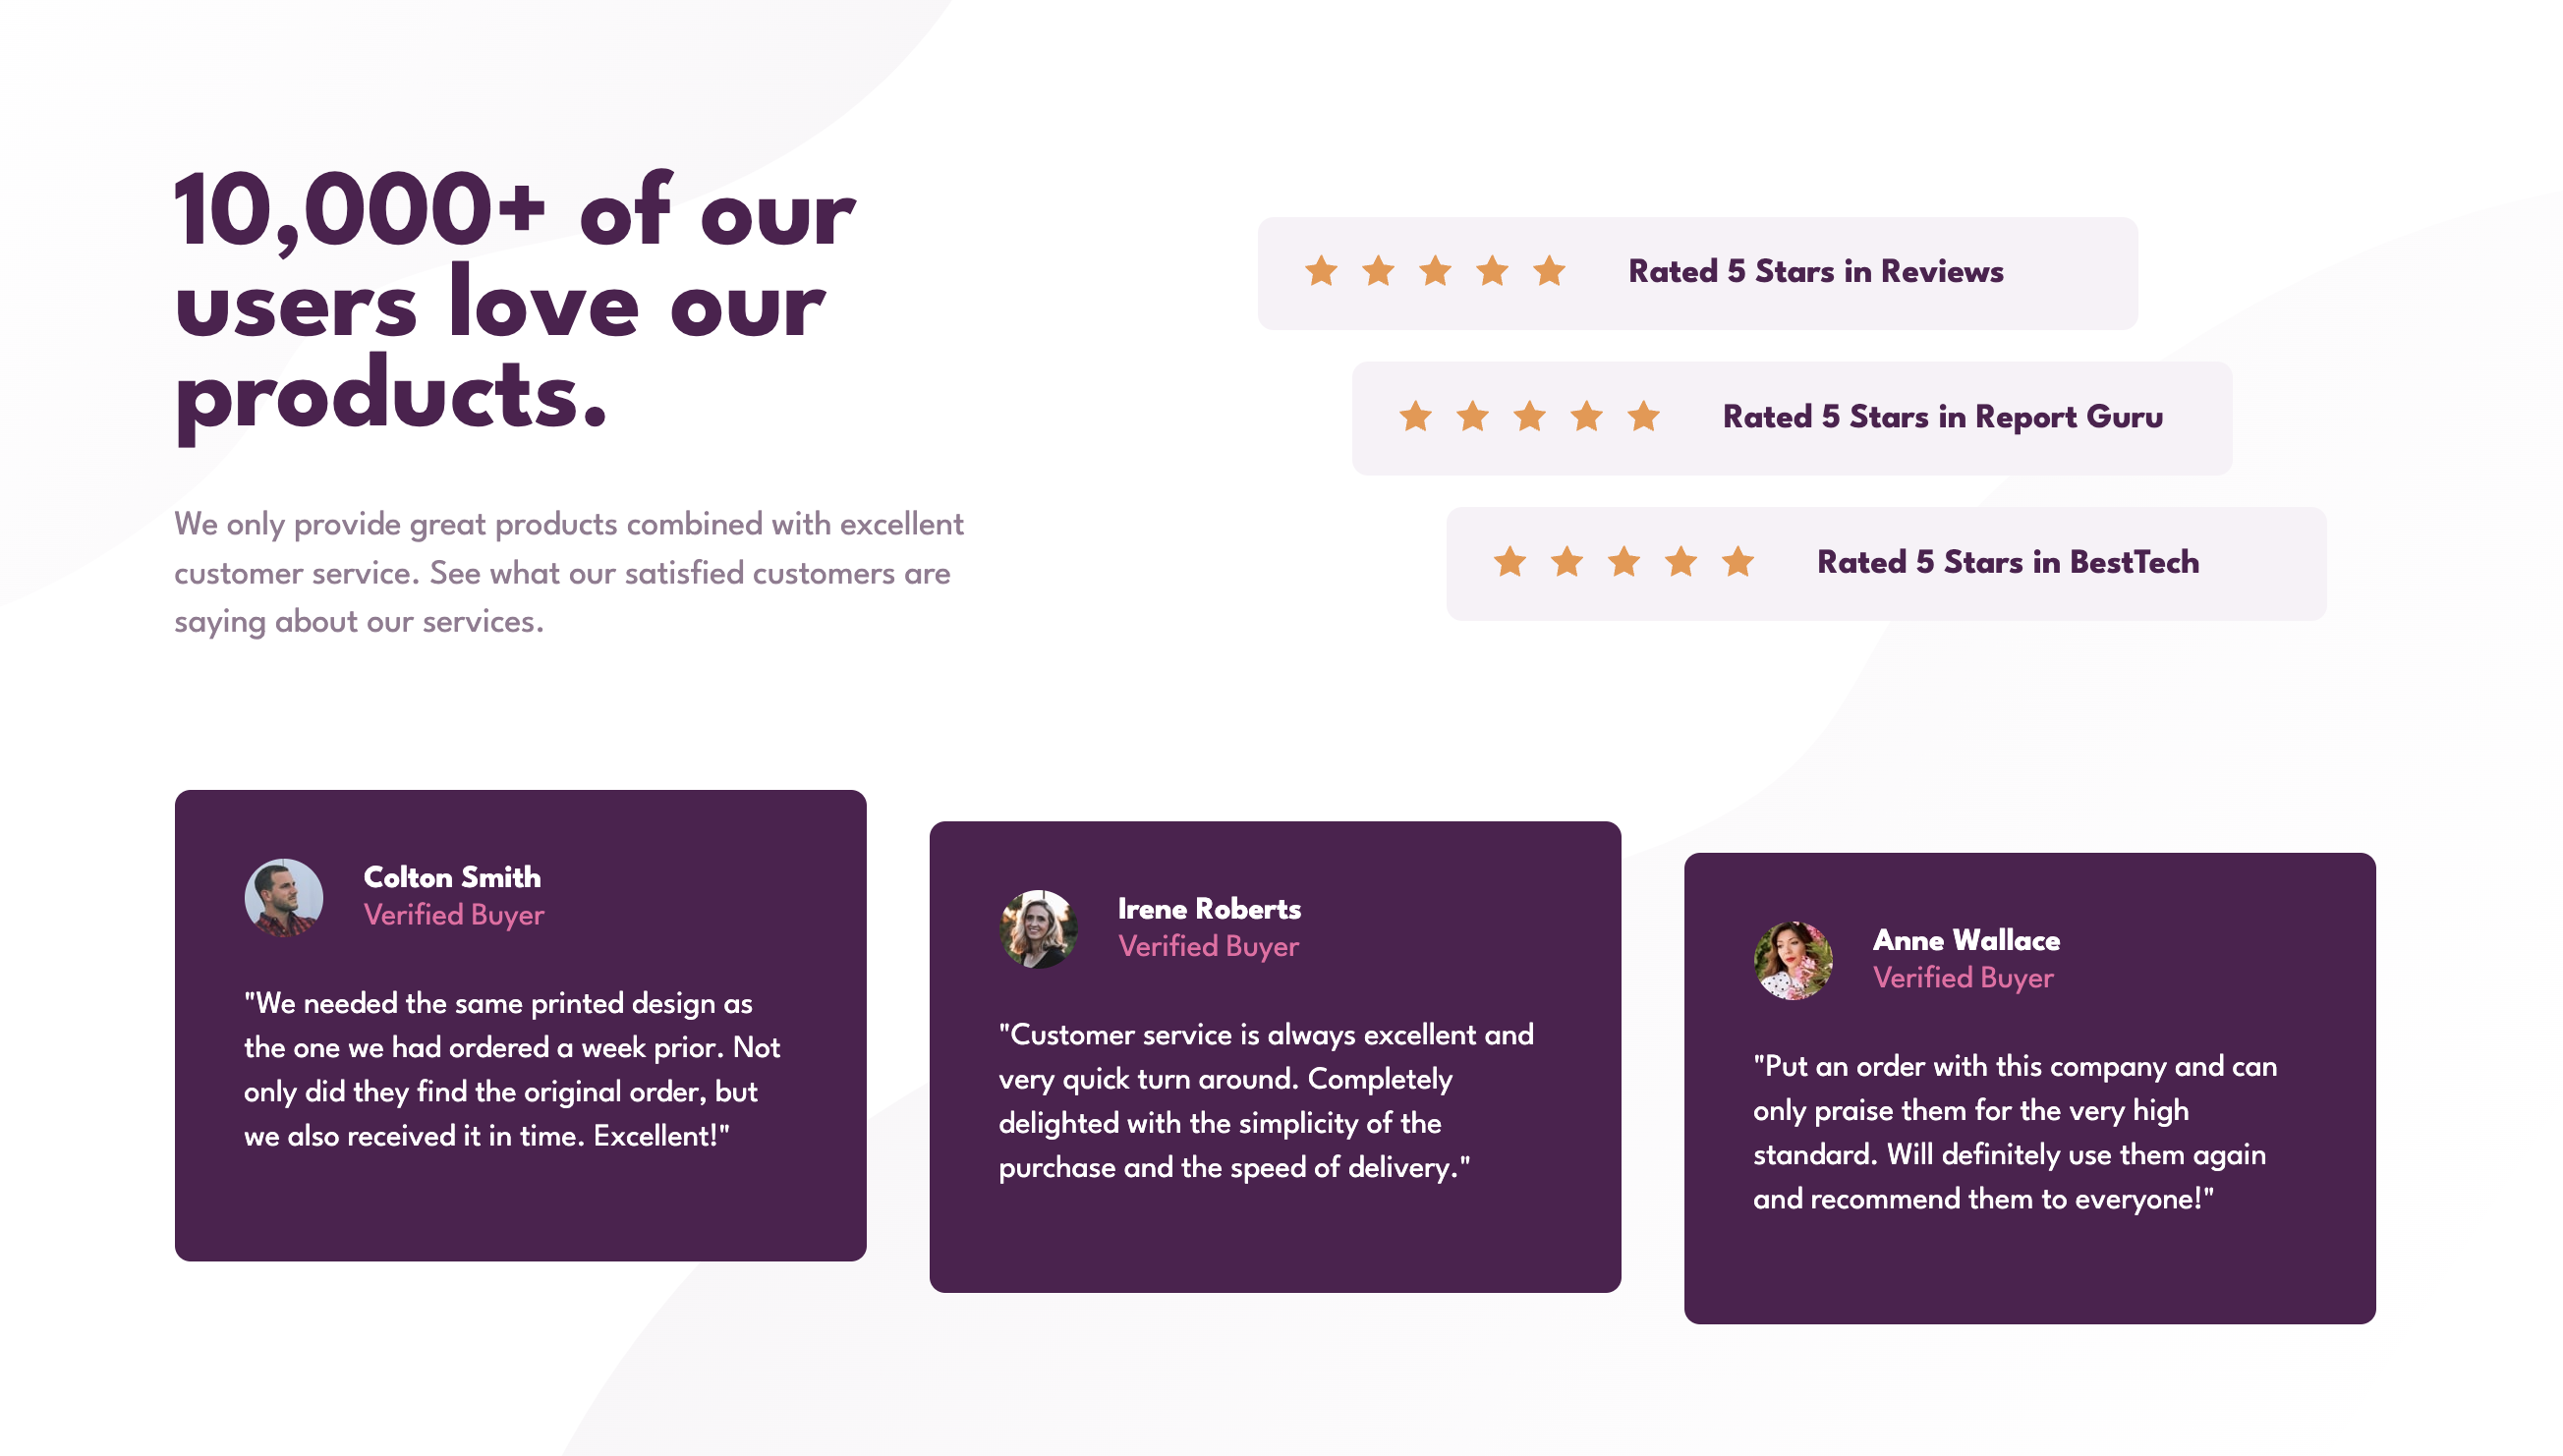 10,000+ of our
users love our
products.
We only provide great products combined with excellent
customer service. See what our satisfied customers are
saying about our services.
Rated 5 Stars in Reviews
Rated 5 Stars in Report Guru
Rated 5 Stars in BestTech
Colton Smith
Verified Buyer
"We needed the same printed design as
the one we had ordered a week prior. Not
only did they find the original order, but
we also received it in time. Excellent!"
Irene Roberts
Verified Buyer
"Customer service is always excellent and
very quick turn around. Completely
delighted with the simplicity of the
purchase and the speed of delivery."
Anne Wallace
Verified Buyer
"Put an order with this company and can
only praise them for the very high
standard. Will definitely use them again
and recommend them to everyone!"